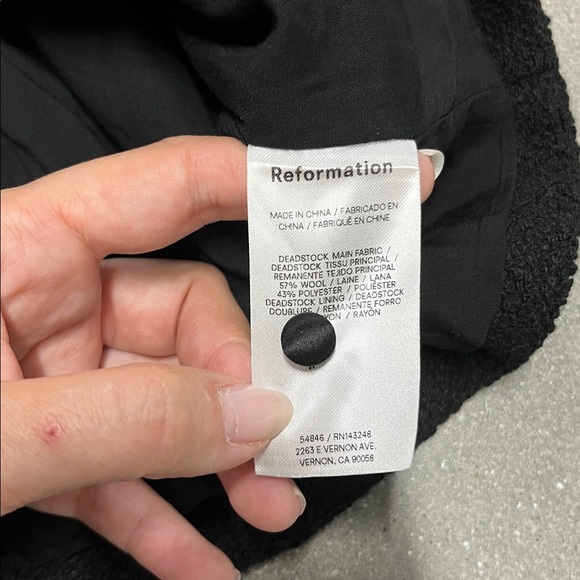 Reformation
MADE IN CHINA / FABRICADO EN
CHINA / FABRIQUÉ EN CHINE
DEADSTOCK MAIN FABRIC /
DEADSTOCK TISSU PRINCIPAL /
REMANENTE TEJIDO PRINCIPAL
57% WOOL / LAINE / LANA
43% POLYESTER / POLIÉSTER
DEADSTOCK LINING / DEADSTOCK
DOUBLURE / REMANENTE FORRO
/ RAYÓN
54846 / RN143246
2263 E VERNON AVE.
VERNON, CA 90058